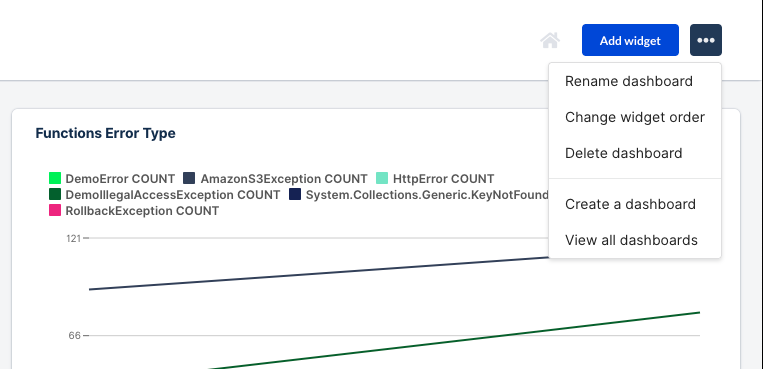 Add widget
Rename dashboard
Change widget order
Delete dashboard
Create a dashboard
View all dashboards
Functions Error Type
DemoError COUNT AmazonS3Exception COUNT HttpError COUNT
DemoIllegalAccessException COUNT System.Collections.Generic.KeyNotFound
RollbackException COUNT
121
66